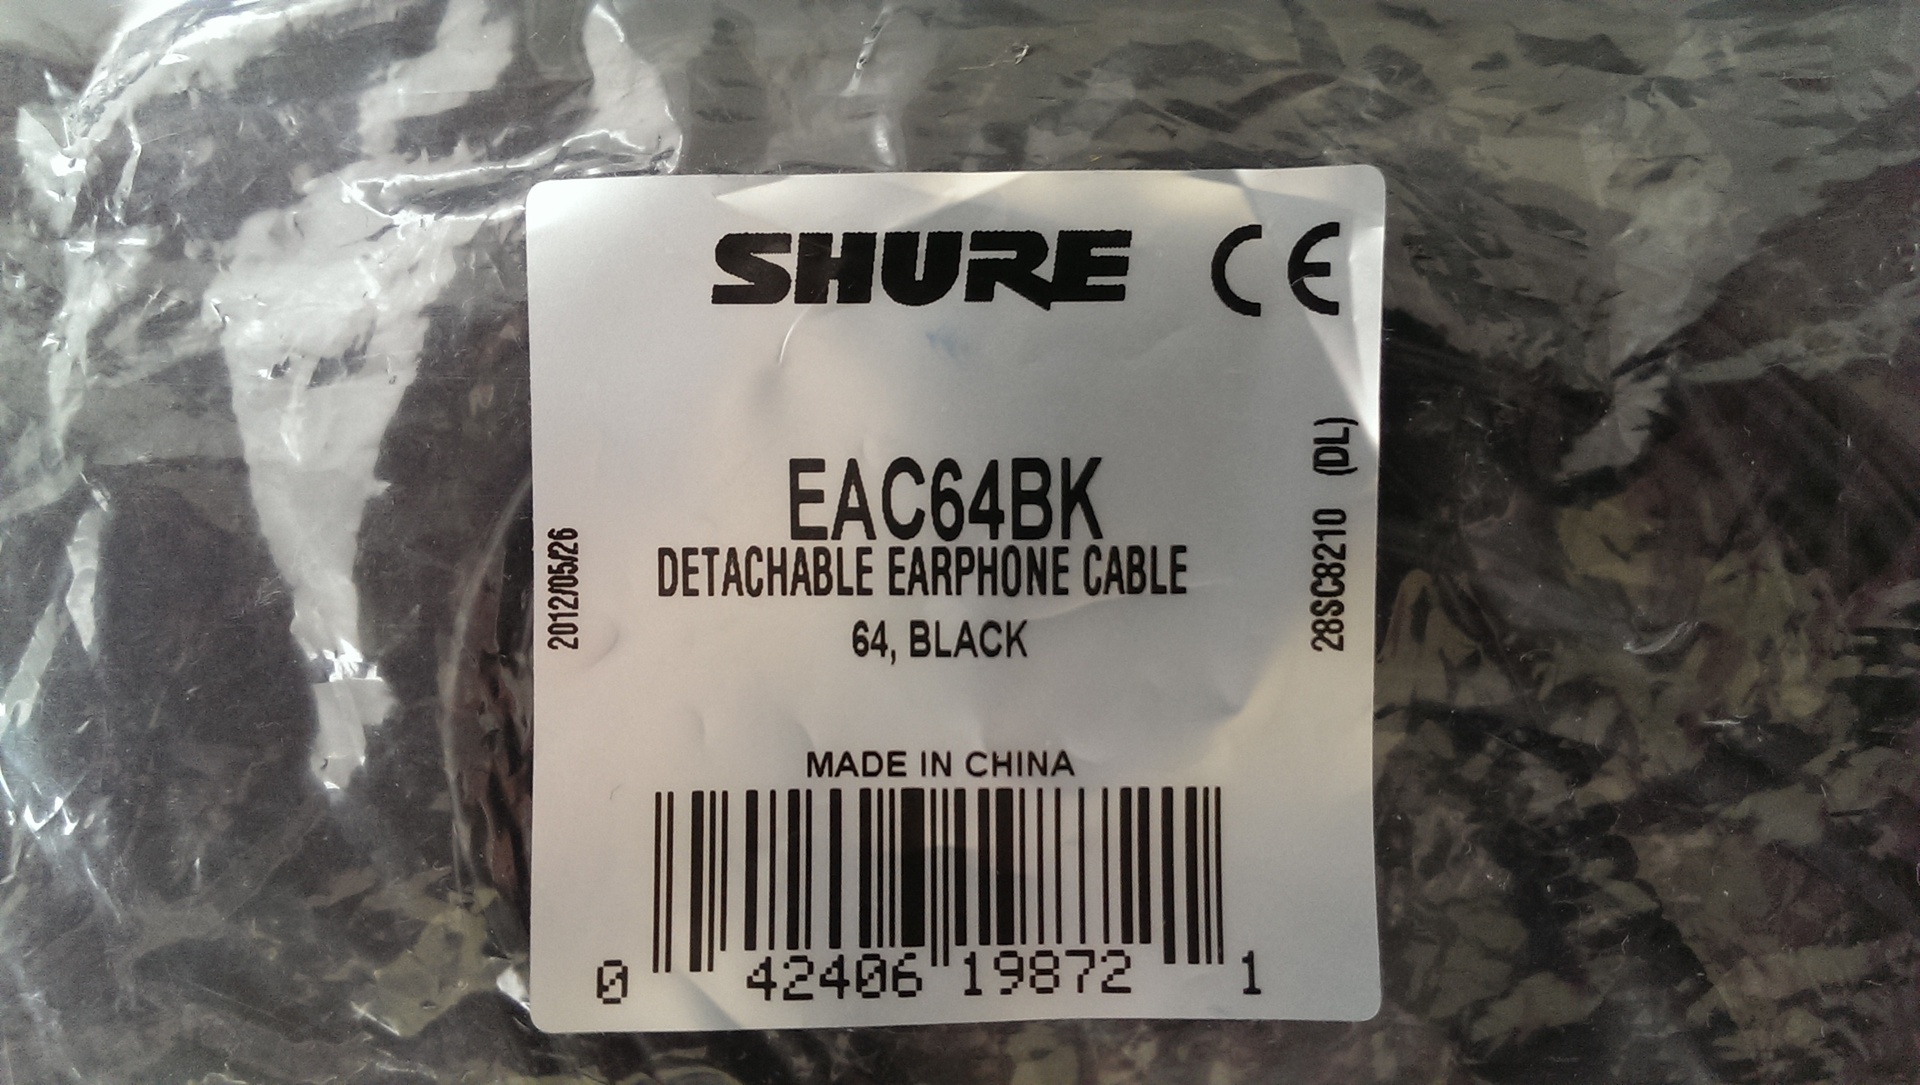 SHURE CE
EAC64BK
DETACHABLE EARPHONE CABLE
64, BLACK
2012/05/26
28SC8210 (DL)
MADE IN CHINA
0 42406 19872 1